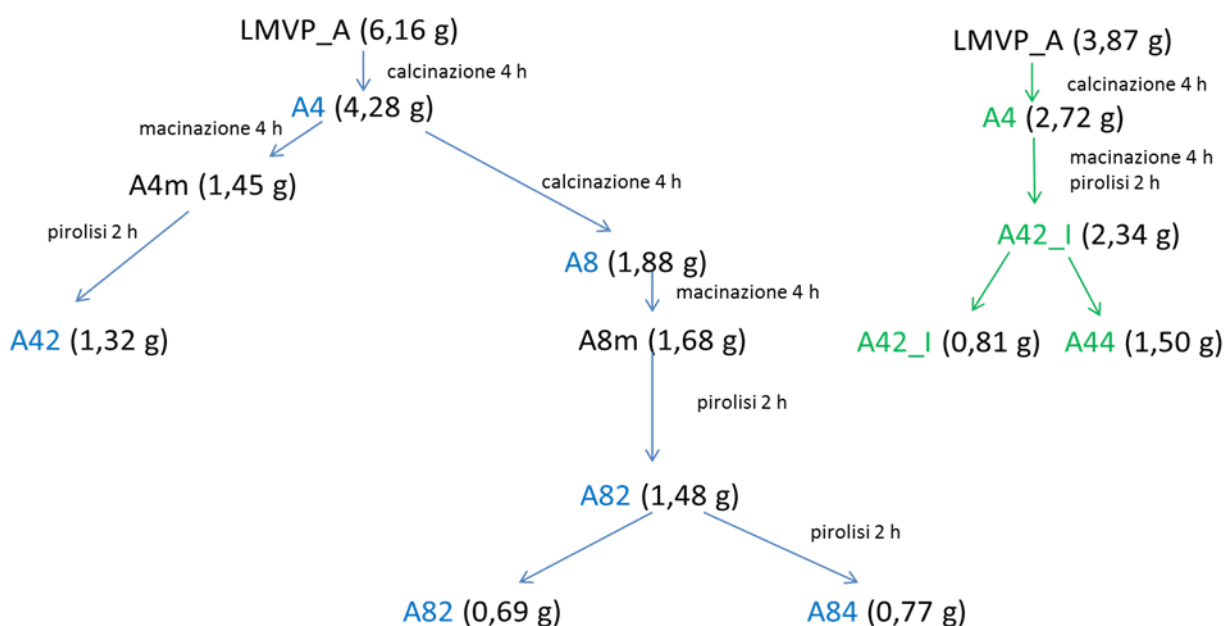 LMVP_A (6,16 g)
calcinazione 4 h
A4 (4,28 g)
macinazione 4 h
A4m (1,45 g)
calcinazione 4 h
pirolisi 2 h
A8 (1,88 g)
macinazione 4 h
A42 (1,32 g)
A8m (1,68 g)
pirolisi 2 h
A82 (1,48 g)
pirolisi 2 h
A82 (0,69 g)
A84 (0,77 g)
LMVP_A (3,87 g)
calcinazione 4 h
A4 (2,72 g)
macinazione 4 h
pirolisi 2 h
A42_I (2,34 g)
A42_I (0,81 g)
A44 (1,50 g)